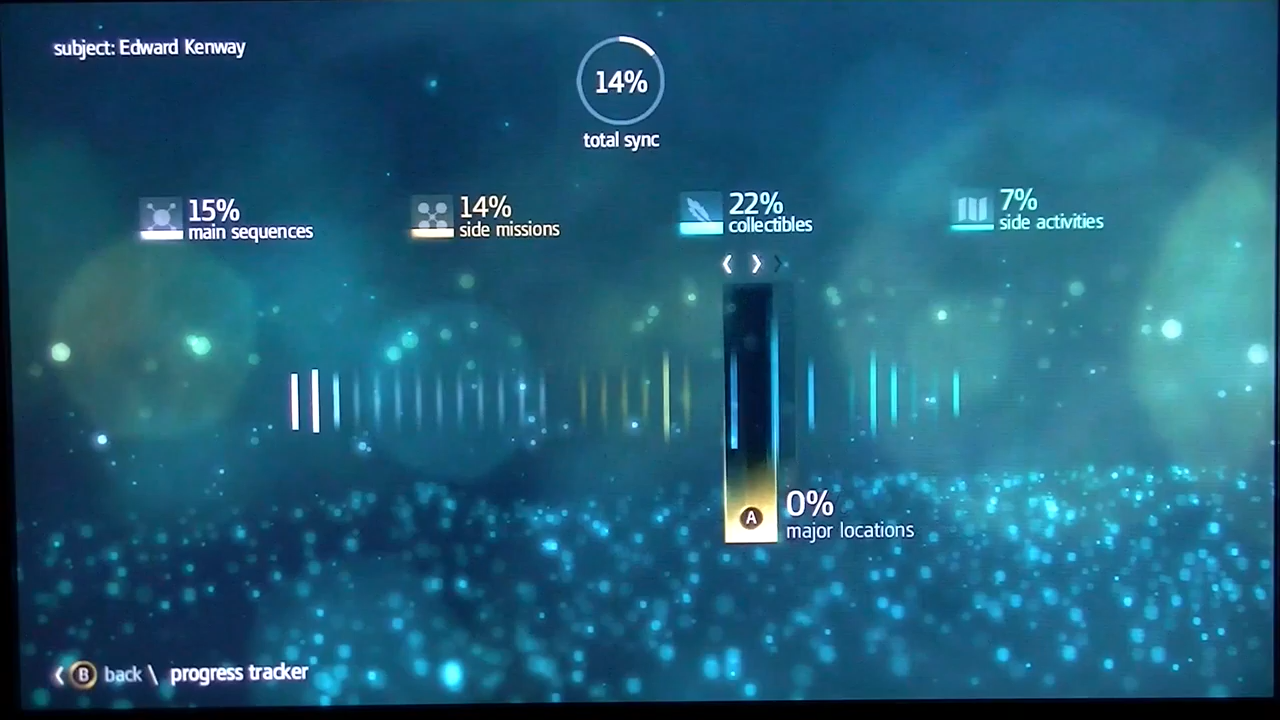 subject: Edward Kenway
14%
total sync
15%
main sequences
14%
side missions
22%
collectibles
7%
side activities
A
0%
major locations
B back \ progress tracker